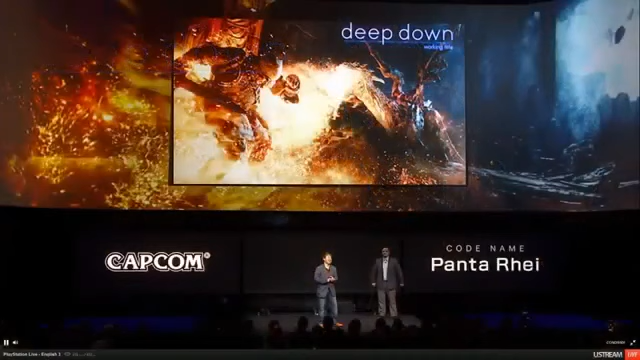 deep down
working title
CAPCOM®
CODE NAME
Panta Rhei
PlayStation Live - English 1
USTREAM